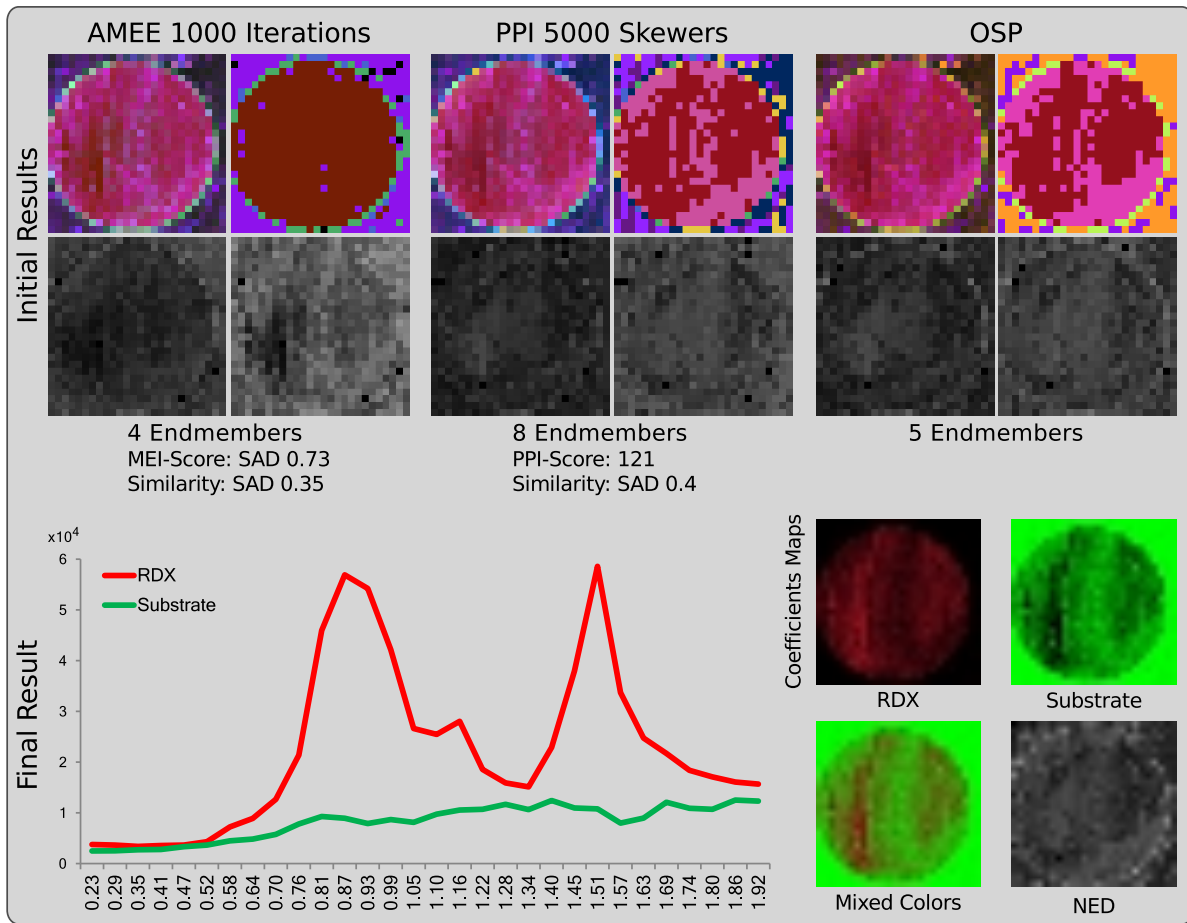 AMEE 1000 Iterations
PPI 5000 Skewers
OSP
Initial Results
4 Endmembers
MEI-Score: SAD 0.73
Similarity: SAD 0.35
8 Endmembers
PPI-Score: 121
Similarity: SAD 0.4
5 Endmembers
Final Result
x10⁴
6
5
4
3
2
1
0
RDX
Substrate
0.23 0.29 0.35 0.41 0.47 0.52 0.58 0.64 0.70 0.76 0.81 0.87 0.93 0.99 1.05 1.10 1.16 1.22 1.28 1.34 1.40 1.45 1.51 1.57 1.63 1.69 1.74 1.80 1.86 1.92
Coefficients Maps
RDX
Substrate
Mixed Colors
NED